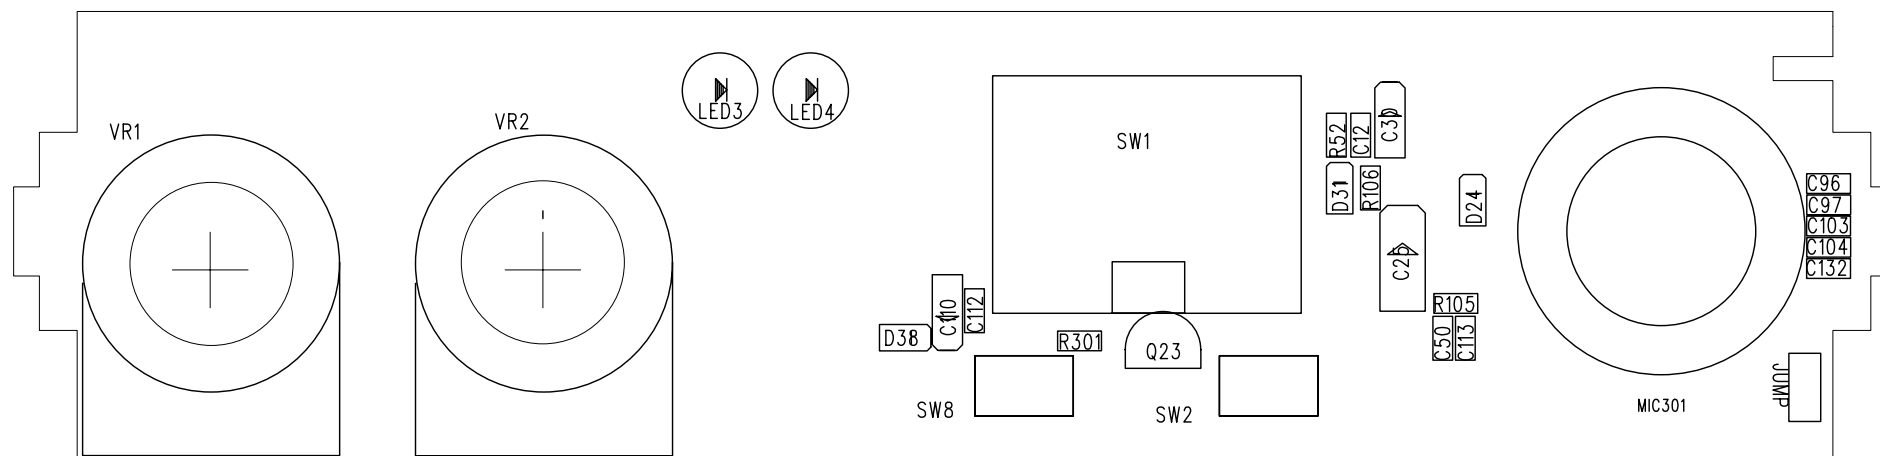 VR1
VR2
LED3
LED4
SW1
R52
C12
C30
D31
R106
D24
C25
C96
C97
C103
C104
C132
C110
C112
D38
R301
Q23
R105
C50
C113
SW8
SW2
MIC301
JUMP